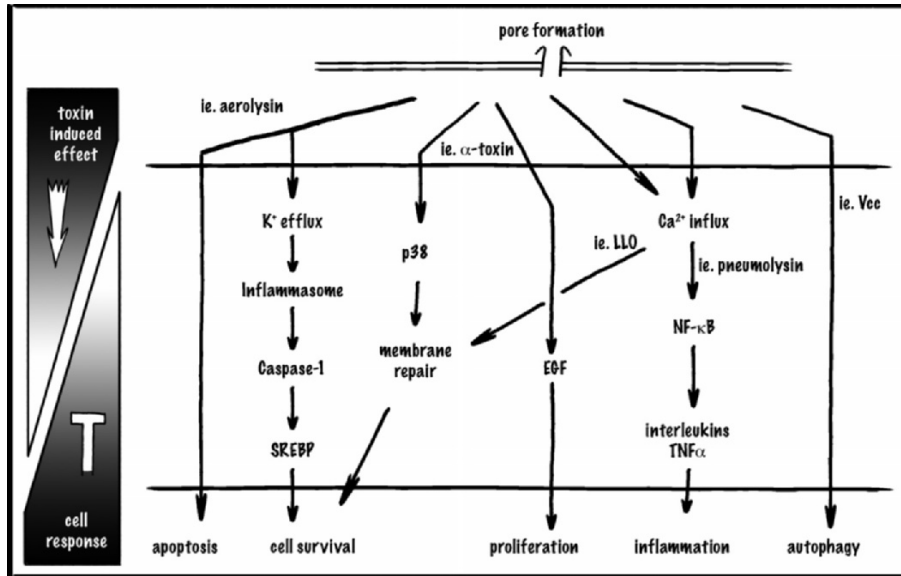 pore formation
toxin
induced
effect
ie. aerolysin
ie. α-toxin
ie. Vcc
K⁺ efflux
Ca²⁺ influx
p38
ie. LLO
ie. pneumolysin
Inflammasome
NF-κB
membrane
repair
Caspase-1
EGF
interleukins
TNFα
SREBP
T
cell
response
apoptosis
cell survival
proliferation
inflammation
autophagy